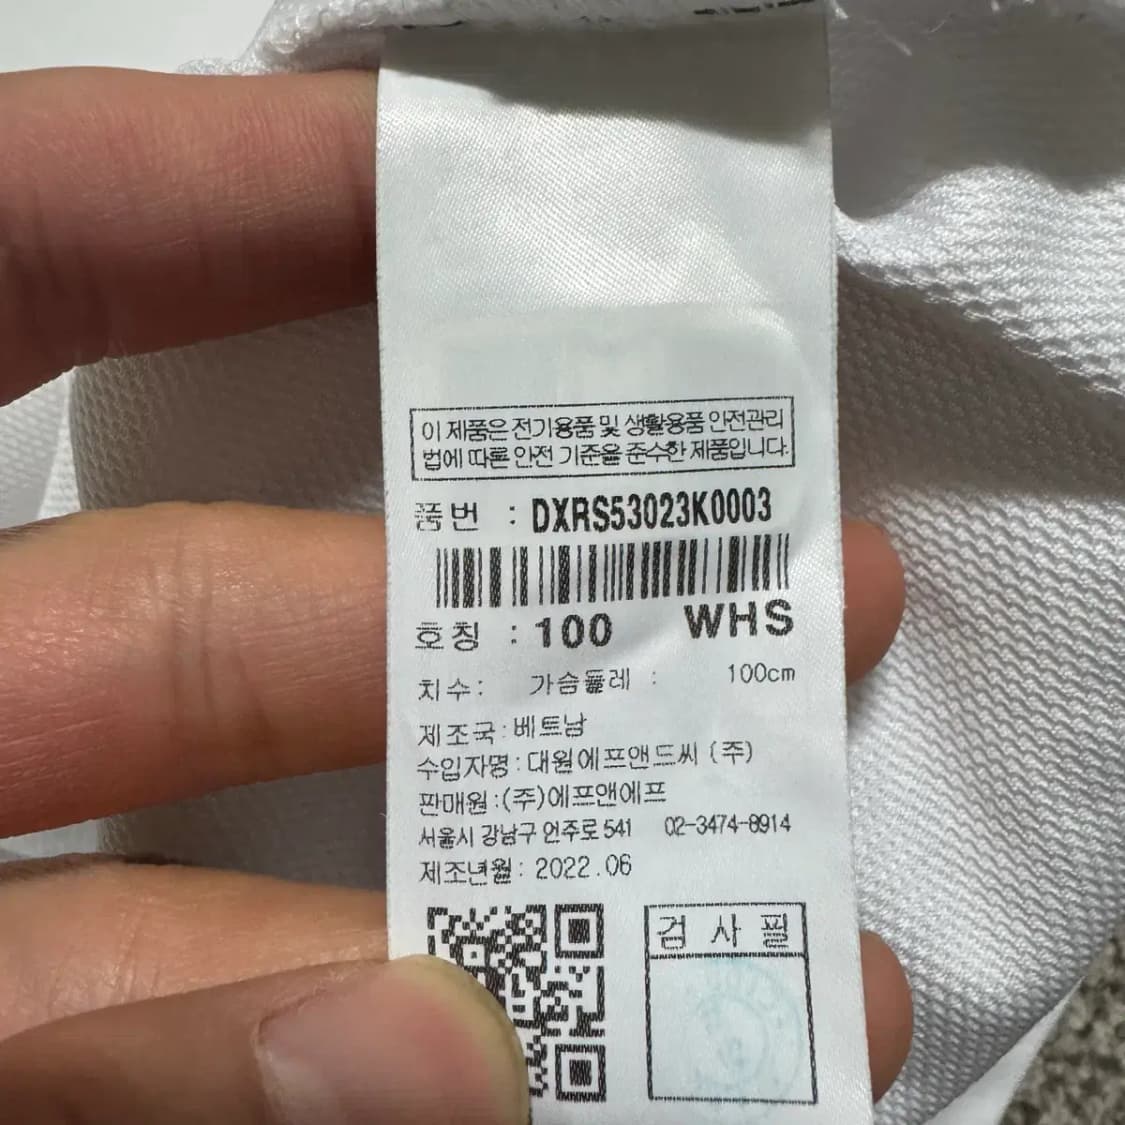 이 제품은 전기용품 및 생활용품 안전관리
법에 따른 안전 기준을 준수한 제품입니다.
품번 : DXRS53023K0003
호칭 : 100 WHS
치수: 가슴둘레 : 100cm
제조국:베트남
수입자명:대원에프앤드씨 (주)
판매원:(주)에프앤에프
서울시 강남구 언주로 541 02-3474-8914
제조년월: 2022.06
검사필